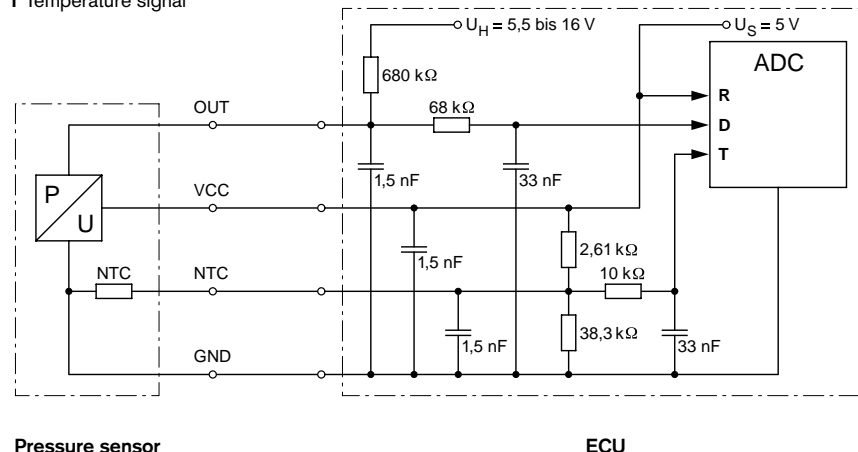 T Temperature signal
U_H = 5,5 bis 16 V
U_S = 5 V
ADC
680 kΩ
OUT
68 kΩ
R
D
T
1,5 nF
33 nF
P
U
VCC
1,5 nF
2,61 kΩ
NTC
NTC
10 kΩ
1,5 nF
38,3 kΩ
33 nF
GND
Pressure sensor
ECU